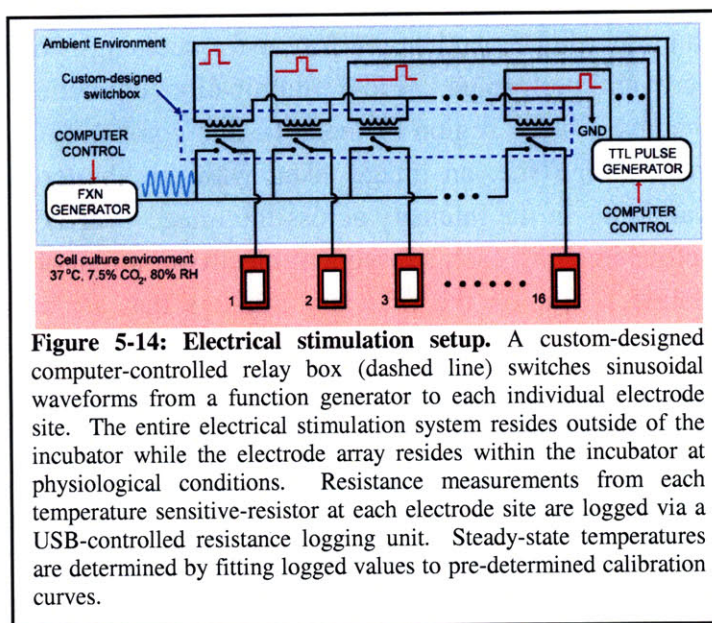 Ambient Environment
Custom-designed
switchbox
COMPUTER
CONTROL
FXN
GENERATOR
GND
TTL PULSE
GENERATOR
COMPUTER
CONTROL
Cell culture environment
37 °C, 7.5% CO₂, 80% RH
1
2
3
16
Figure 5-14: Electrical stimulation setup. A custom-designed
computer-controlled relay box (dashed line) switches sinusoidal
waveforms from a function generator to each individual electrode
site. The entire electrical stimulation system resides outside of the
incubator while the electrode array resides within the incubator at
physiological conditions. Resistance measurements from each
temperature sensitive-resistor at each electrode site are logged via a
USB-controlled resistance logging unit. Steady-state temperatures
are determined by fitting logged values to pre-determined calibration
curves.